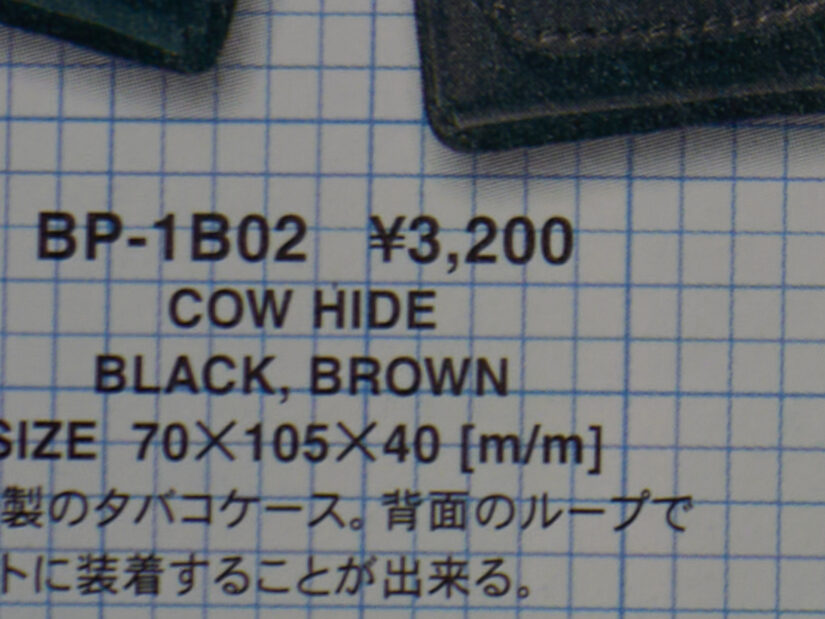 BP-1B02 ¥3,200
COW HIDE
BLACK, BROWN
SIZE 70×105×40 [m/m]
製のタバコケース。背面のループで
トに装着することが出来る。